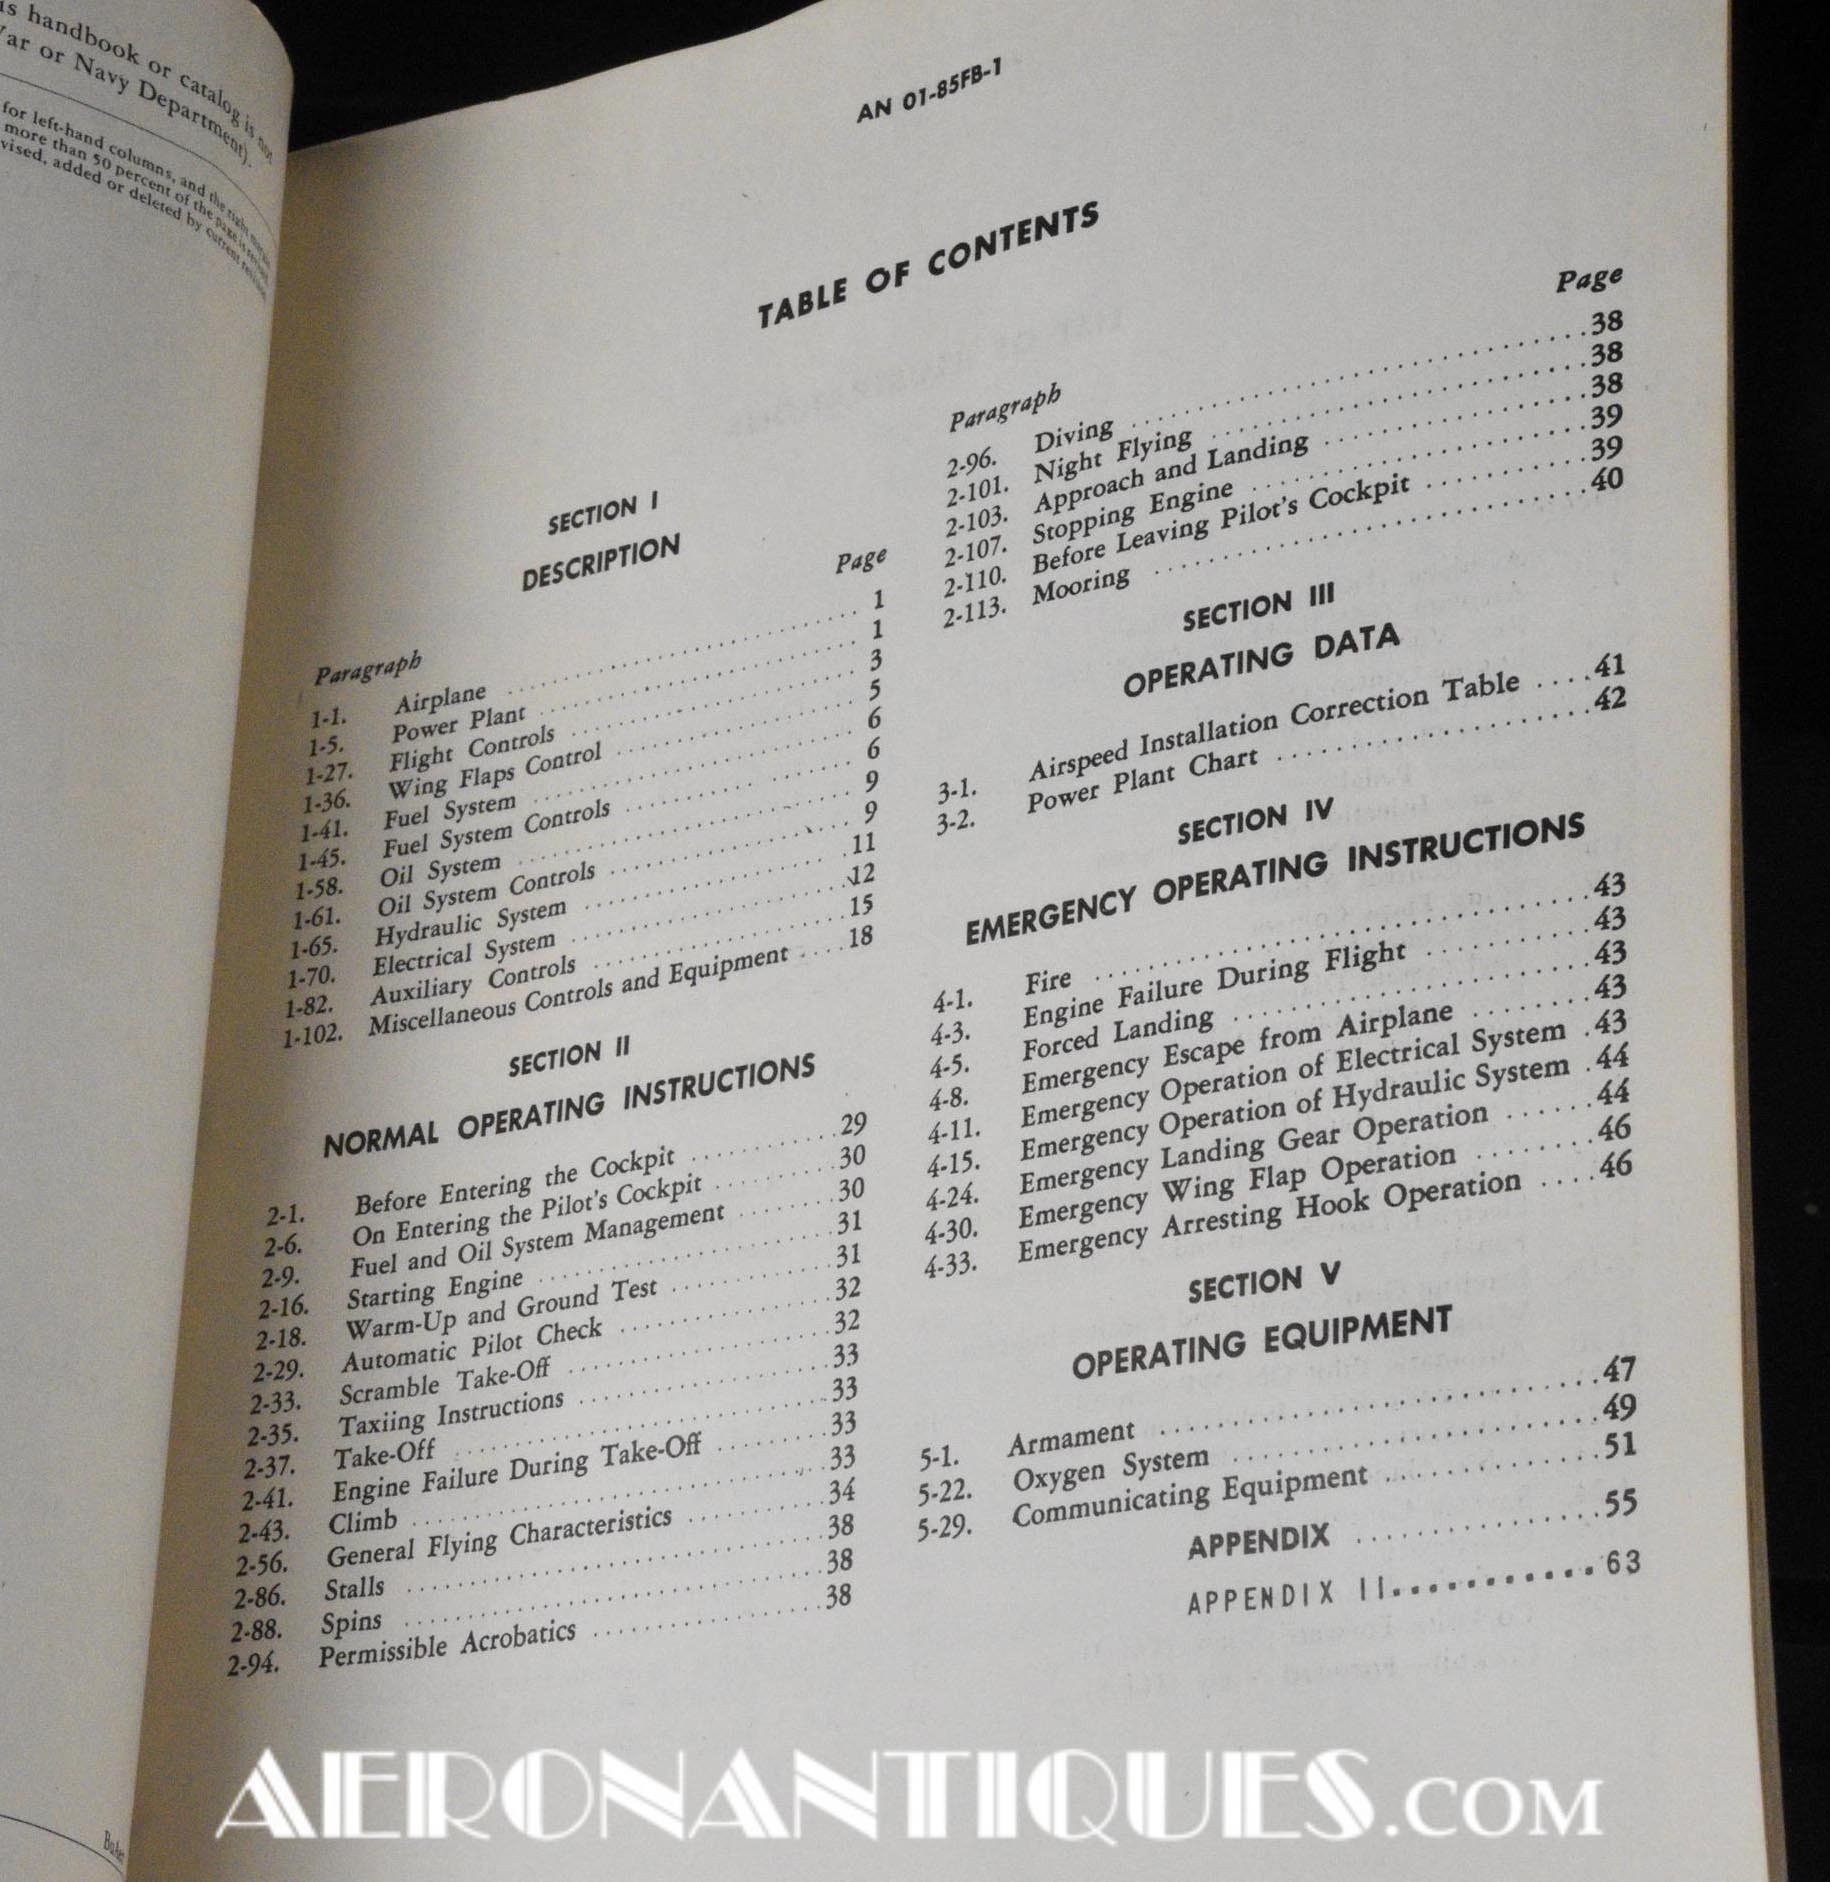 is handbook or catalog is not
War or Navy Department).
for left-hand columns, and the right
more than 50 percent of the page is
vised, added or deleted by current
BuAer
AN 01-85FB-1
TABLE OF CONTENTS
SECTION I
DESCRIPTION
Paragraph Page
1-1. Airplane 1
1-5. Power Plant 1
1-27. Flight Controls 3
1-36. Wing Flaps Control 5
1-41. Fuel System 6
1-45. Fuel System Controls 6
1-58. Oil System 9
1-61. Oil System Controls 9
1-65. Hydraulic System 11
1-70. Electrical System 12
1-82. Auxiliary Controls 15
1-102. Miscellaneous Controls and Equipment 18
SECTION II
NORMAL OPERATING INSTRUCTIONS
2-1. Before Entering the Cockpit 29
2-6. On Entering the Pilot's Cockpit 30
2-9. Fuel and Oil System Management 30
2-16. Starting Engine 31
2-18. Warm-Up and Ground Test 31
2-29. Automatic Pilot Check 32
2-33. Scramble Take-Off 32
2-35. Taxiing Instructions 33
2-37. Take-Off 33
2-41. Engine Failure During Take-Off 33
2-43. Climb 33
2-56. General Flying Characteristics 34
2-86. Stalls 38
2-88. Spins 38
2-94. Permissible Acrobatics 38
Paragraph Page
2-96. Diving 38
2-101. Night Flying 38
2-103. Approach and Landing 38
2-107. Stopping Engine 39
2-110. Before Leaving Pilot's Cockpit 39
2-113. Mooring 40
SECTION III
OPERATING DATA
3-1. Airspeed Installation Correction Table 41
3-2. Power Plant Chart 42
SECTION IV
EMERGENCY OPERATING INSTRUCTIONS
4-1. Fire 43
4-3. Engine Failure During Flight 43
4-5. Forced Landing 43
4-8. Emergency Escape from Airplane 43
4-11. Emergency Operation of Electrical System 43
4-15. Emergency Operation of Hydraulic System 44
4-24. Emergency Landing Gear Operation 44
4-30. Emergency Wing Flap Operation 46
4-33. Emergency Arresting Hook Operation 46
SECTION V
OPERATING EQUIPMENT
5-1. Armament 47
5-22. Oxygen System 49
5-29. Communicating Equipment 51
APPENDIX 55
APPENDIX II 63
AERONANTIQUES.COM